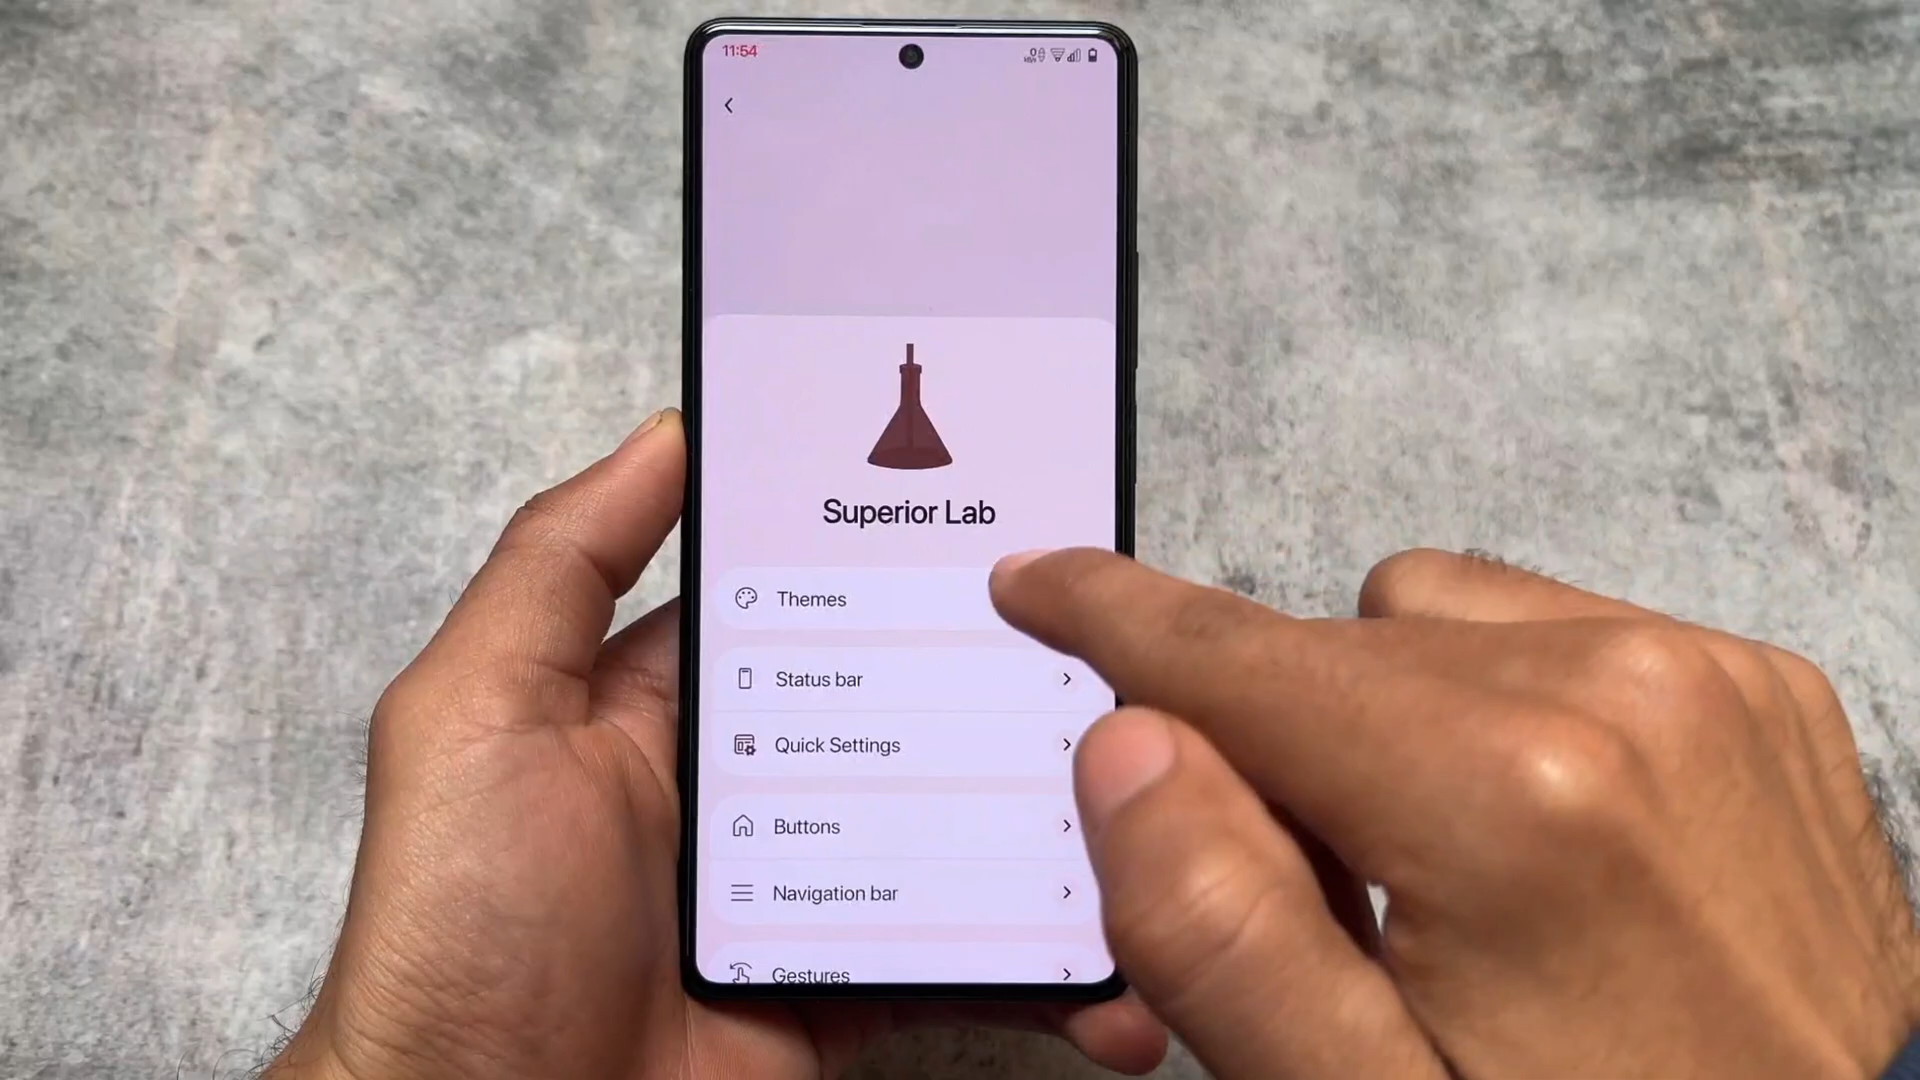 11:54
Superior Lab
Themes
Status bar
Quick Settings
Buttons
Navigation bar
Gestures